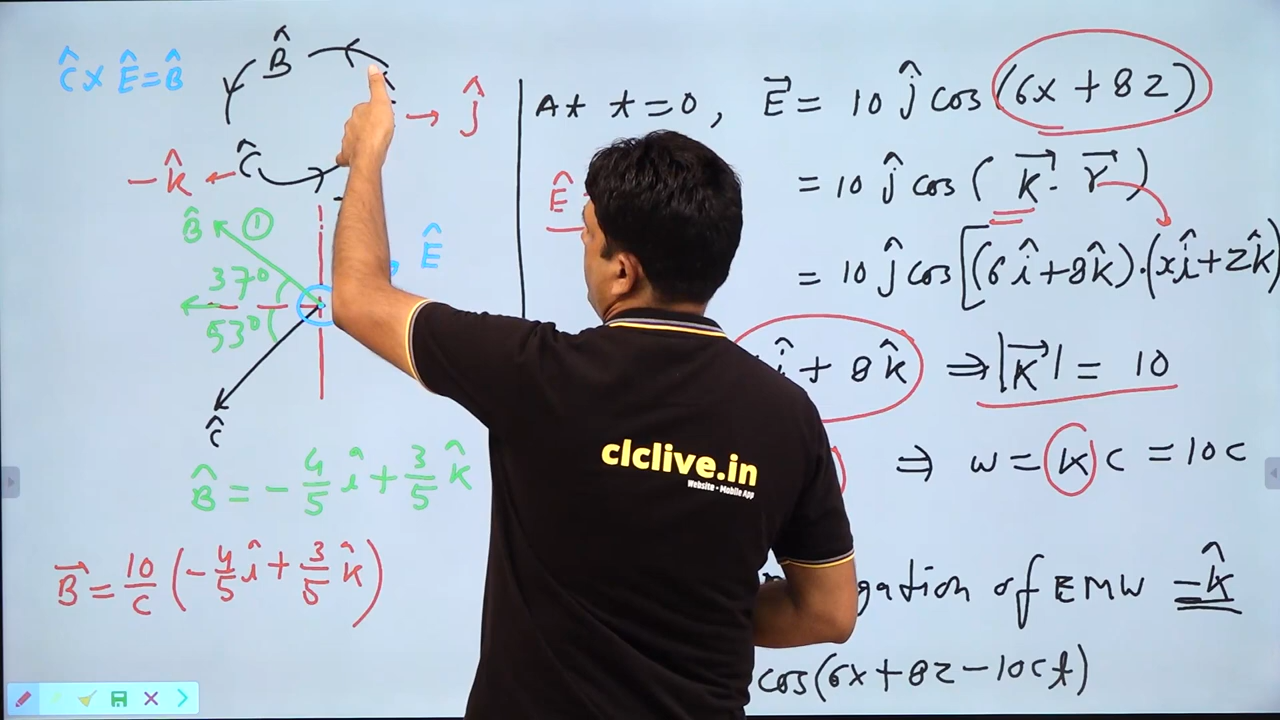 Ĉ × Ê = B̂
B̂
→ ĵ
-k̂ ← Ĉ
B̂ ①
, Ê
37°
53°
Ĉ
B̂ = - 4/5 î + 3/5 k̂
B⃗ = 10/C (- 4/5 î + 3/5 k̂)
At t = 0, E⃗ = 10 ĵ cos(6x + 8z)
Ê
= 10 ĵ cos( K⃗ . r⃗ )
= 10 ĵ cos[(6î + 8k̂).(xî + zk̂)
î + 8k̂ ⇒ |K⃗| = 10
⇒ w = K C = 10C
gation of EMW -k̂
cos(6x + 8z - 10ct)
clclive.in
Website • Mobile App